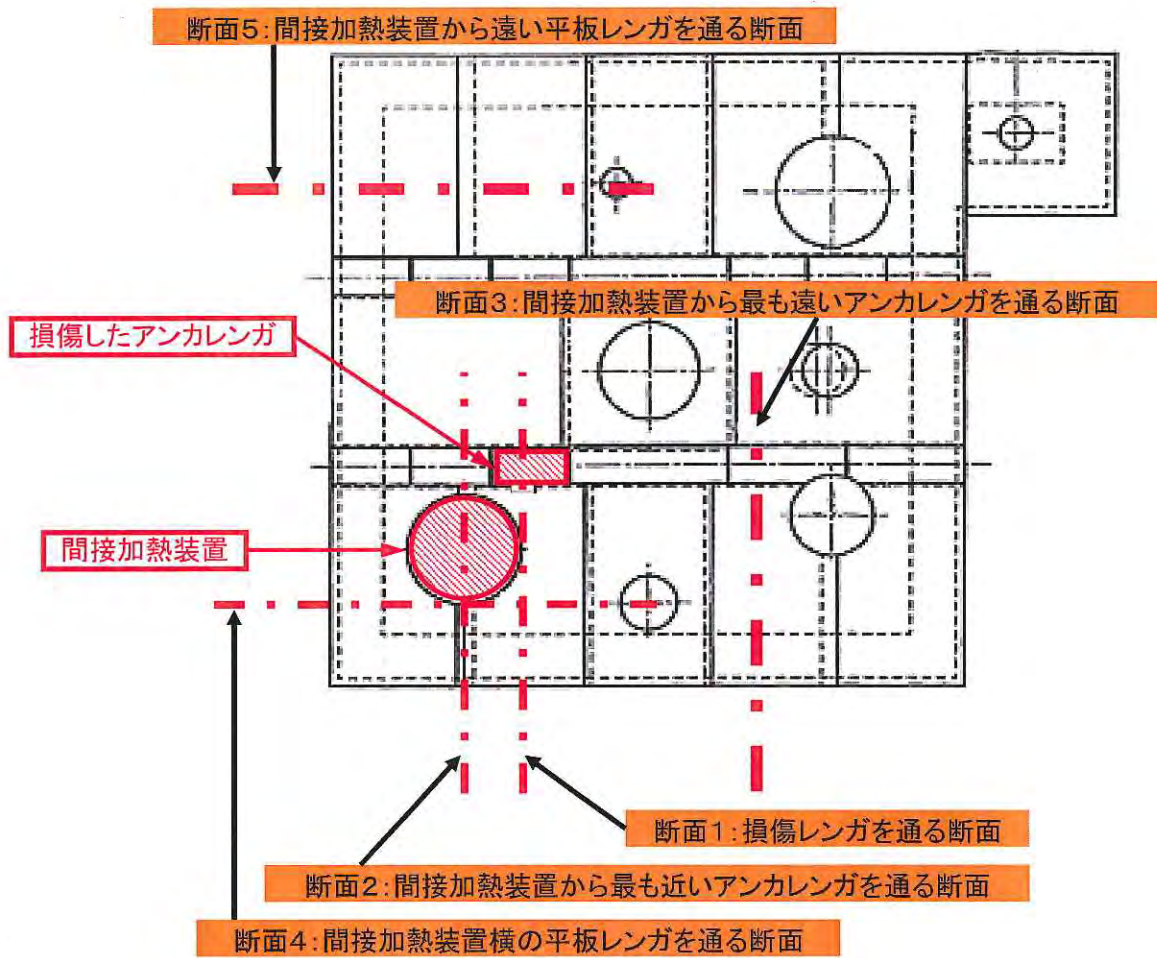 断面5:間接加熱装置から遠い平板レンガを通る断面
断面3:間接加熱装置から最も遠いアンカレンガを通る断面
損傷したアンカレンガ
間接加熱装置
断面1:損傷レンガを通る断面
断面2:間接加熱装置から最も近いアンカレンガを通る断面
断面4:間接加熱装置横の平板レンガを通る断面